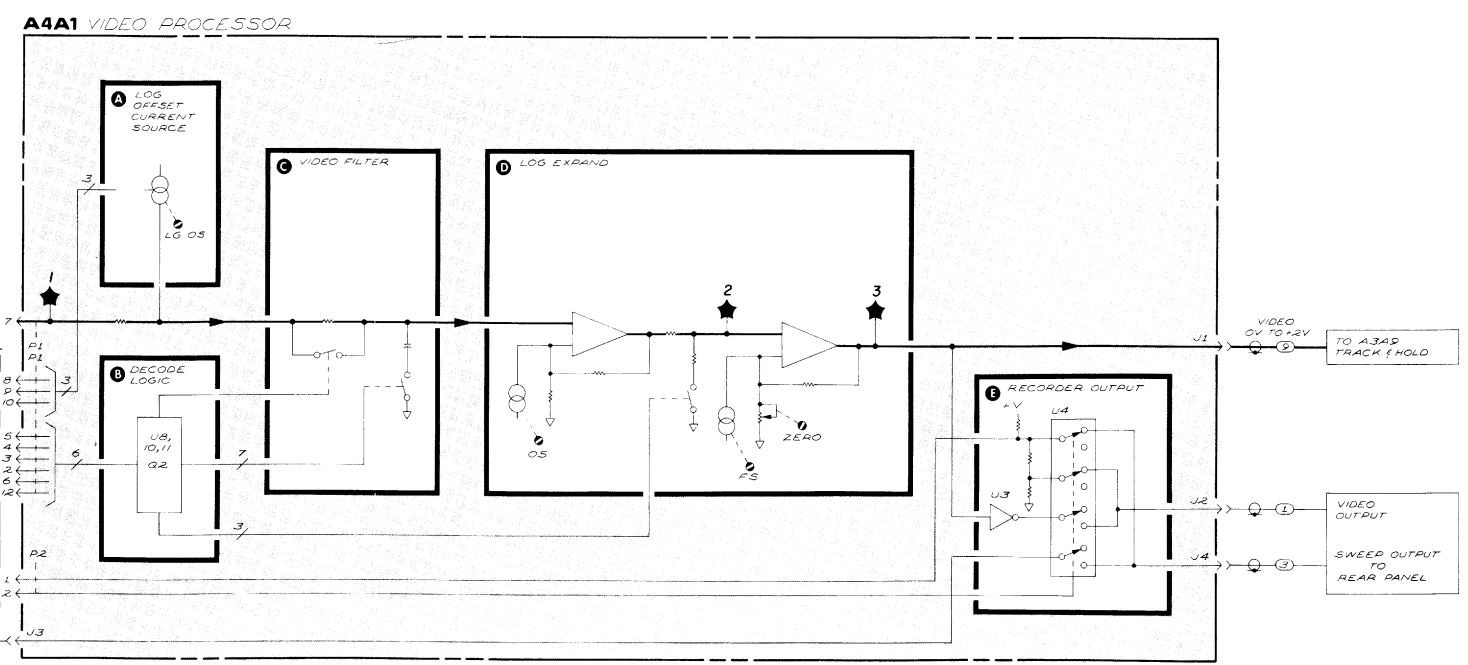 A4A1 VIDEO PROCESSOR
A LOG
OFFSET
CURRENT
SOURCE
3
LG OS
1
7
P1
P1
8
9
10
3
5
4
3
2
6
12
6
B DECODE
LOGIC
U8,
10,11
Q2
7
3
C VIDEO FILTER
D LOG EXPAND
OS
2
3
ZERO
FS
J1
VIDEO
0V TO +2V
9
TO A3A9
TRACK & HOLD
E RECORDER OUTPUT
+V
U4
U3
J2
1
VIDEO
OUTPUT
J4
3
SWEEP OUTPUT
TO
REAR PANEL
P2
1
2
J3